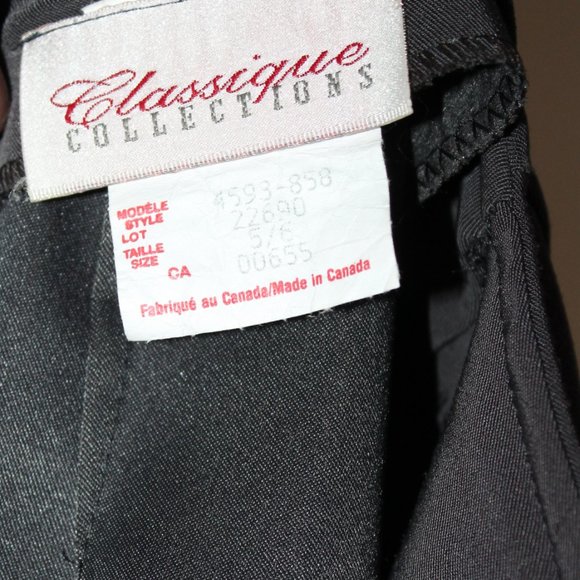 Classique
COLLECTIONS
MODÈLE
STYLE 4593-858
LOT 22690
TAILLE
SIZE 5/6
CA 00655
Fabriqué au Canada/Made in Canada